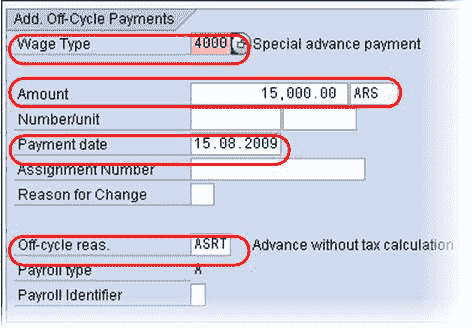 Add. Off-Cycle Payments
Wage Type 4000 Special advance payment
Amount 15,000.00 ARS
Number/unit
Payment date 15.08.2009
Assignment Number
Reason for Change
Off-cycle reas. ASRT Advance without tax calculation
Payroll type A
Payroll Identifier